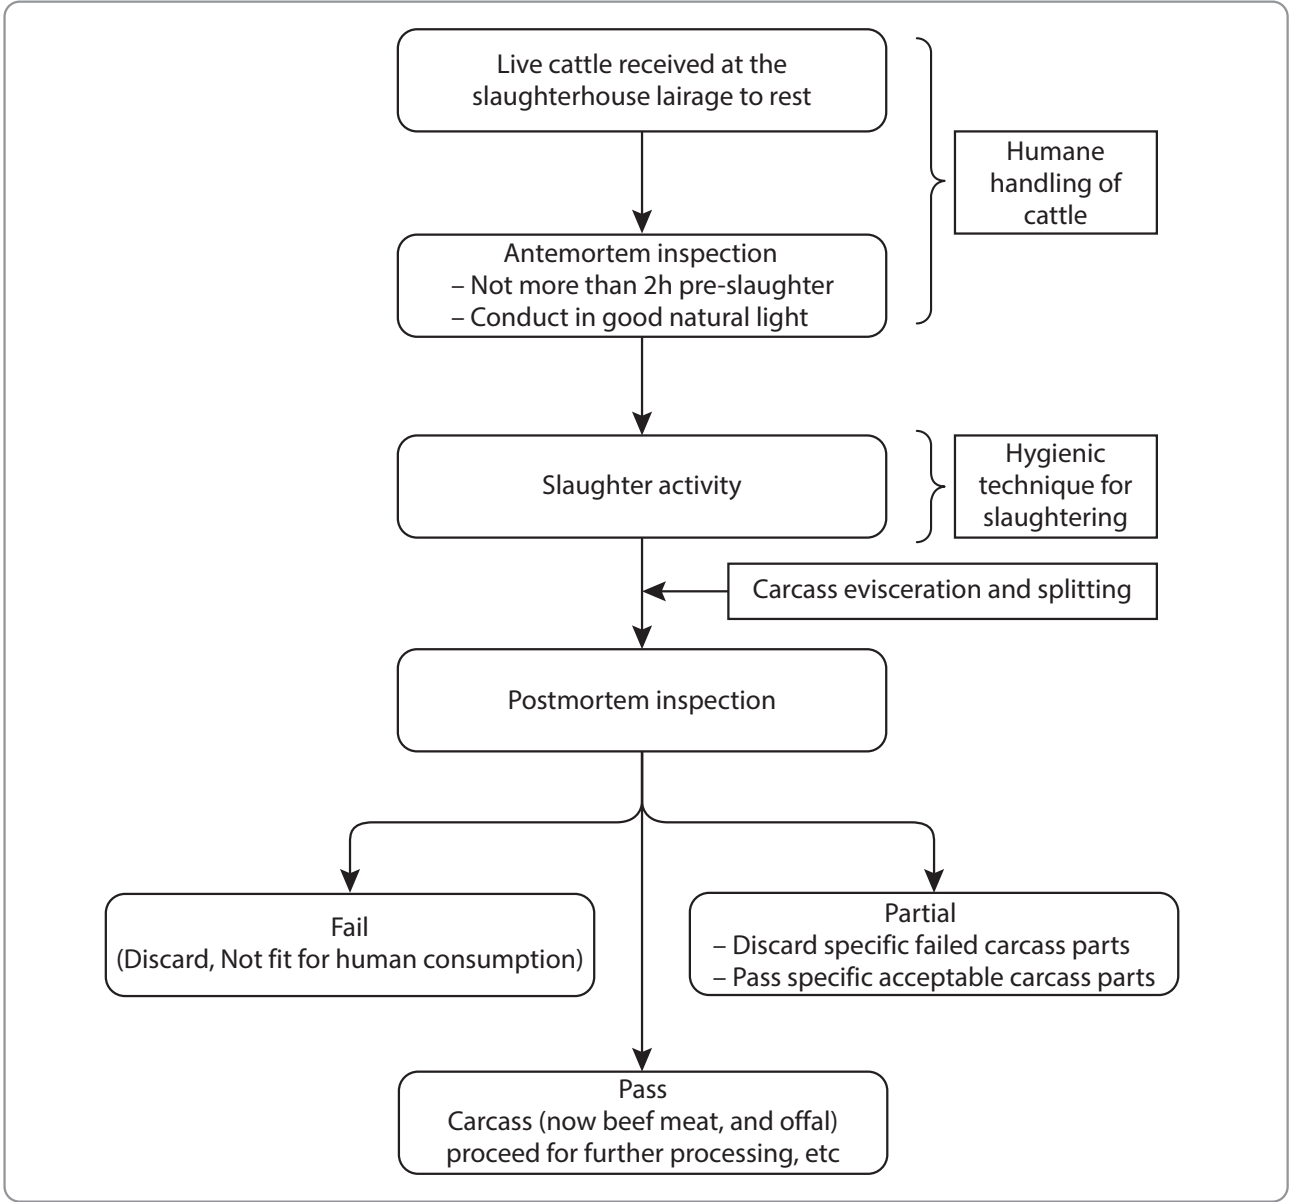 Live cattle received at the
slaughterhouse lairage to rest
Humane
handling of
cattle
Antemortem inspection
– Not more than 2h pre-slaughter
– Conduct in good natural light
Slaughter activity
Hygienic
technique for
slaughtering
Carcass evisceration and splitting
Postmortem inspection
Fail
(Discard, Not fit for human consumption)
Partial
– Discard specific failed carcass parts
– Pass specific acceptable carcass parts
Pass
Carcass (now beef meat, and offal)
proceed for further processing, etc